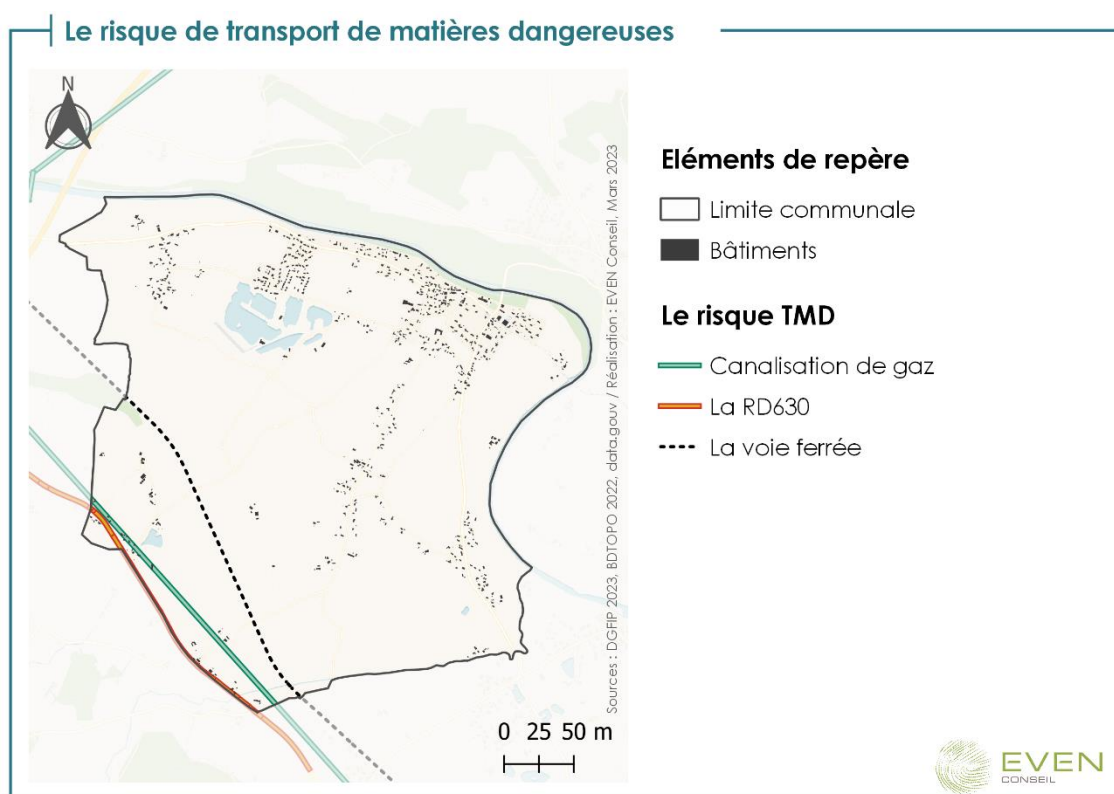 Le risque de transport de matières dangereuses
N
Eléments de repère
Limite communale
Bâtiments
Le risque TMD
Canalisation de gaz
La RD630
La voie ferrée
Sources : DGFIP 2023, BDTOPO 2022, data.gouv / Réalisation : EVEN Conseil, Mars 2023
0 25 50 m
EVEN
CONSEIL